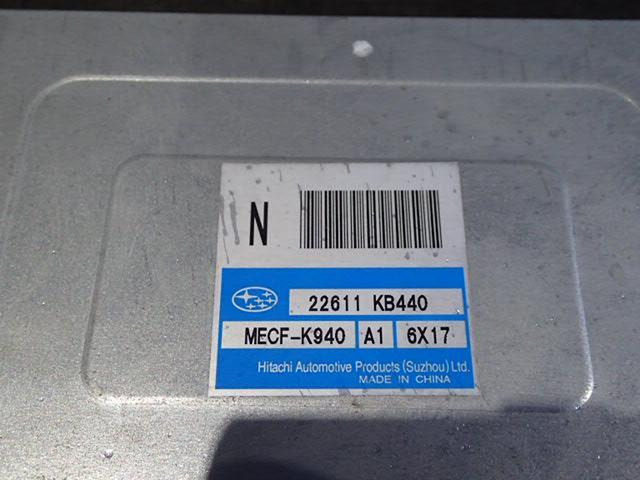 N
22611 KB440
MECF-K940 A1 6X17
Hitachi Automotive Products(Suzhou)Ltd.
MADE IN CHINA